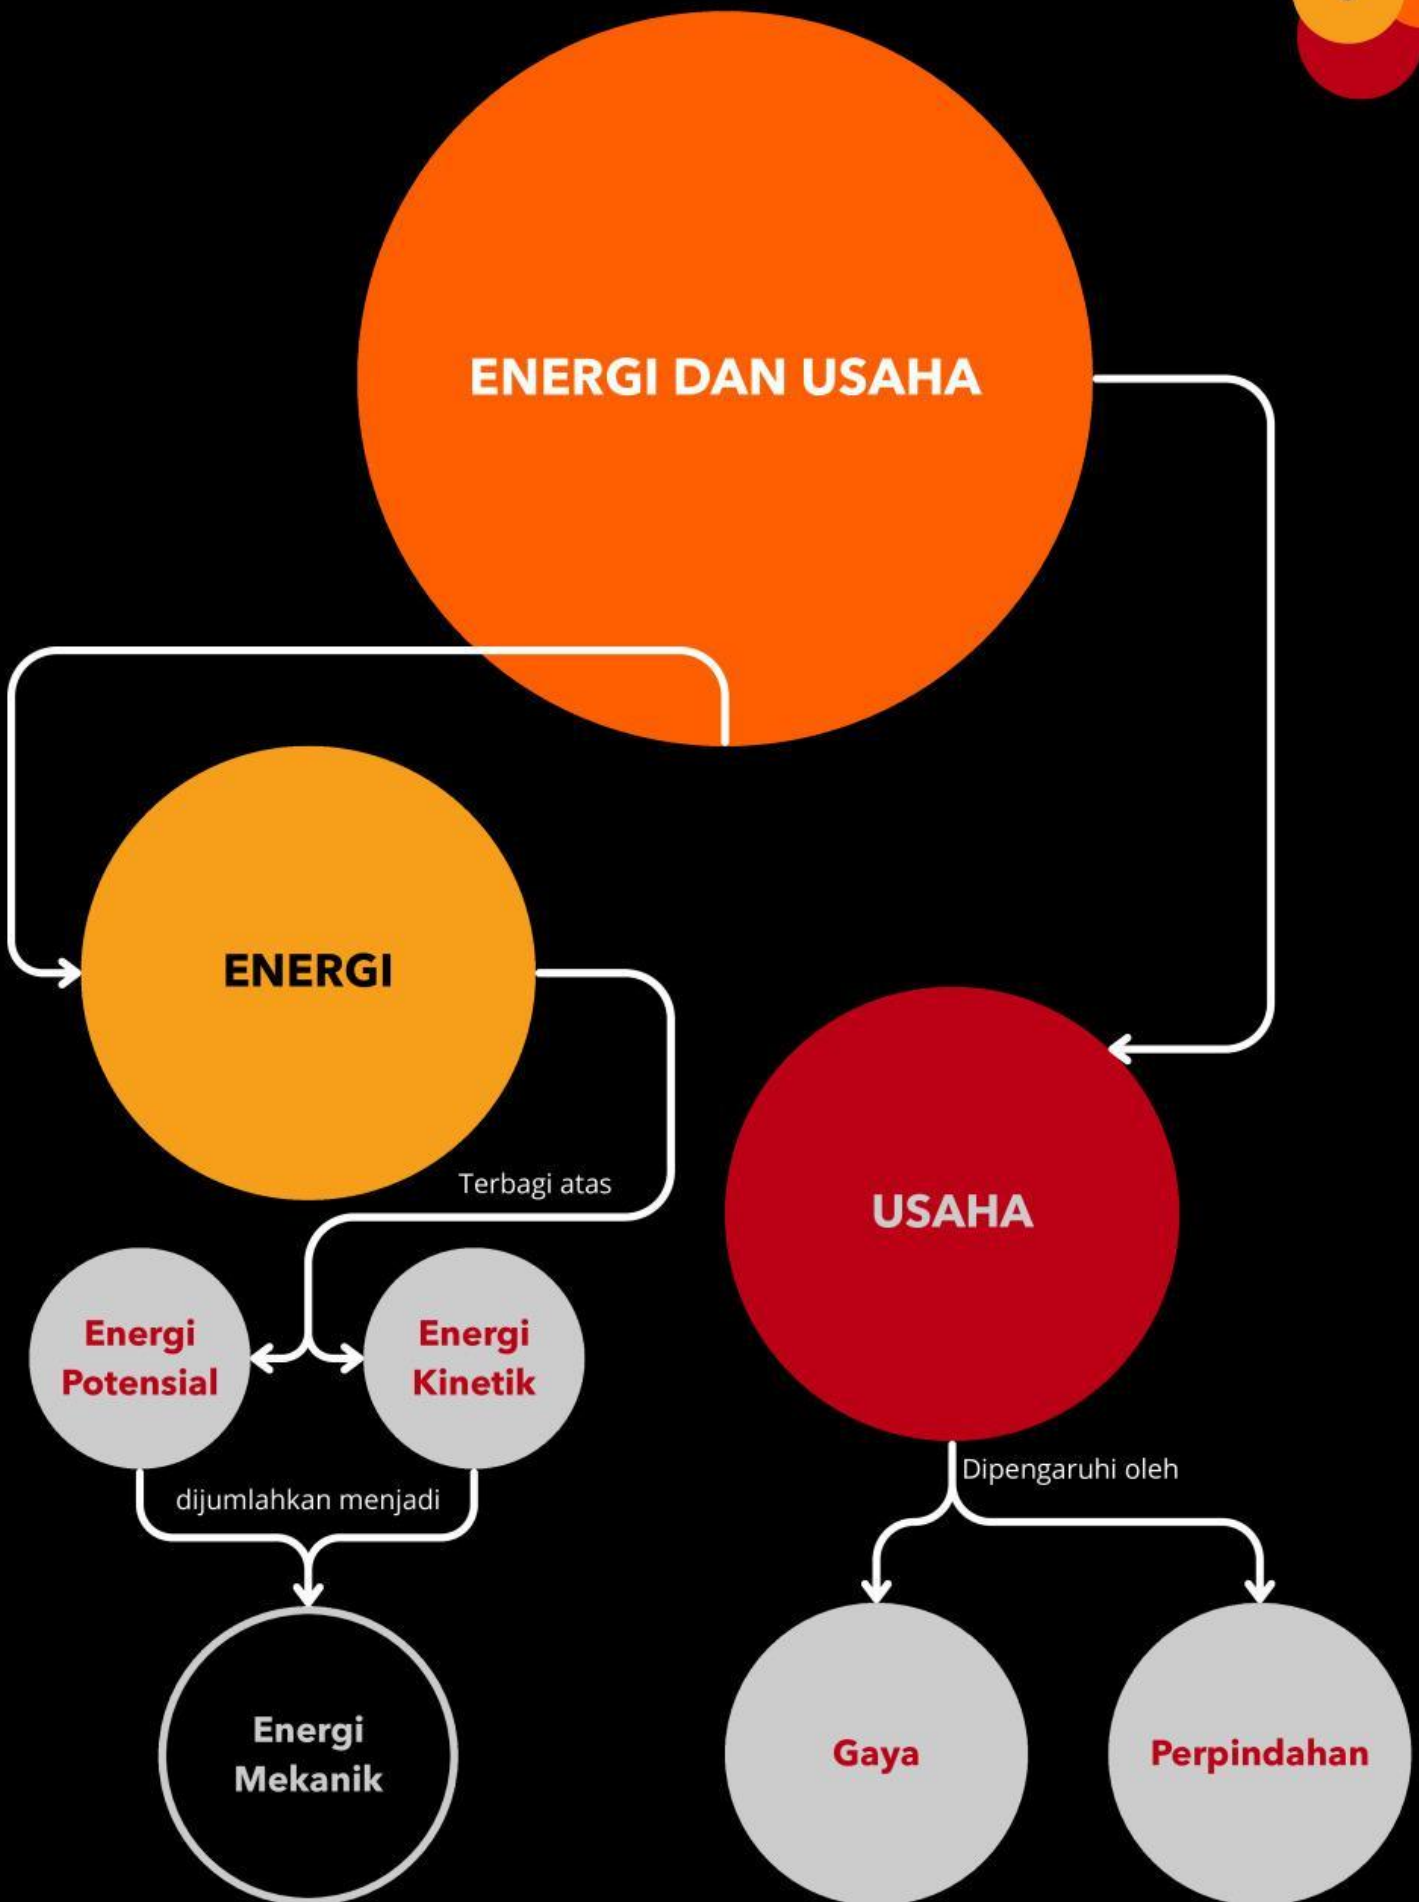 ENERGI DAN USAHA
ENERGI
Terbagi atas
USAHA
Energi
Potensial
Energi
Kinetik
dijumlahkan menjadi
Dipengaruhi oleh
Energi
Mekanik
Gaya
Perpindahan